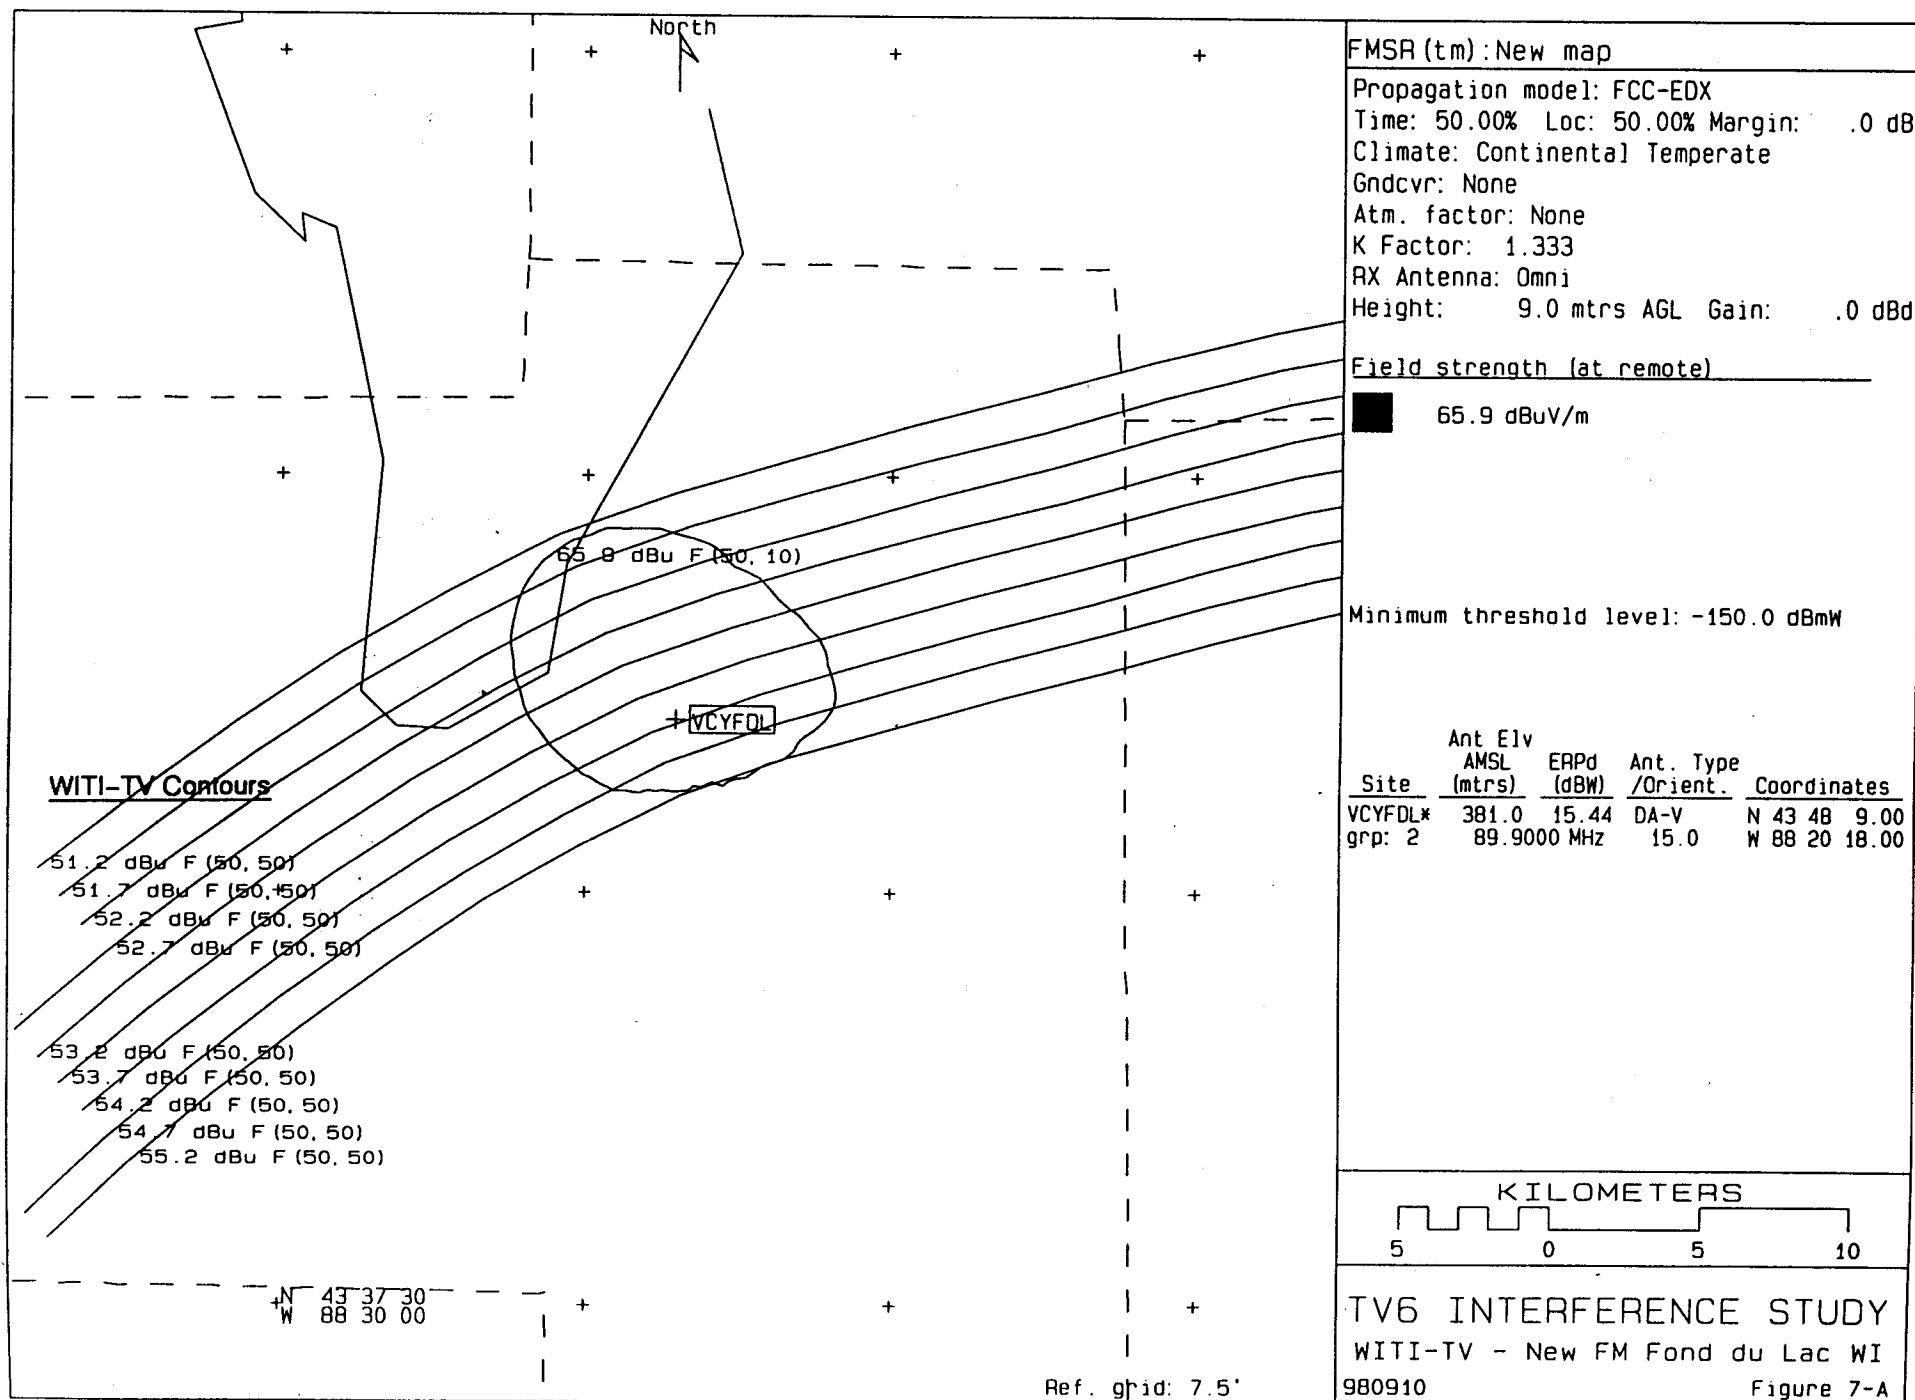 North
65.9 dBu F(50,10)
VCYFDL
WITI-TV Contours
51.2 dBu F(50,50)
51.7 dBu F(50,50)
52.2 dBu F(50,50)
52.7 dBu F(50,50)
53.2 dBu F(50,50)
53.7 dBu F(50,50)
54.2 dBu F(50,50)
54.7 dBu F(50,50)
55.2 dBu F(50,50)
N 43 37 30
W 88 30 00
Ref. grid: 7.5'
FMSR(tm):New map
Propagation model: FCC-EDX
Time: 50.00% Loc: 50.00% Margin: .0 dB
Climate: Continental Temperate
Gndcvr: None
Atm. factor: None
K Factor: 1.333
RX Antenna: Omni
Height: 9.0 mtrs AGL Gain: .0 dBd
Field strength (at remote)
65.9 dBuV/m
Minimum threshold level: -150.0 dBmW
Ant Elv
AMSL ERPd Ant. Type
Site (mtrs) (dBW) /Orient. Coordinates
VCYFDL* 381.0 15.44 DA-V N 43 48 9.00
grp: 2 89.9000 MHz 15.0 W 88 20 18.00
KILOMETERS
5 0 5 10
TV6 INTERFERENCE STUDY
WITI-TV - New FM Fond du Lac WI
980910 Figure 7-A